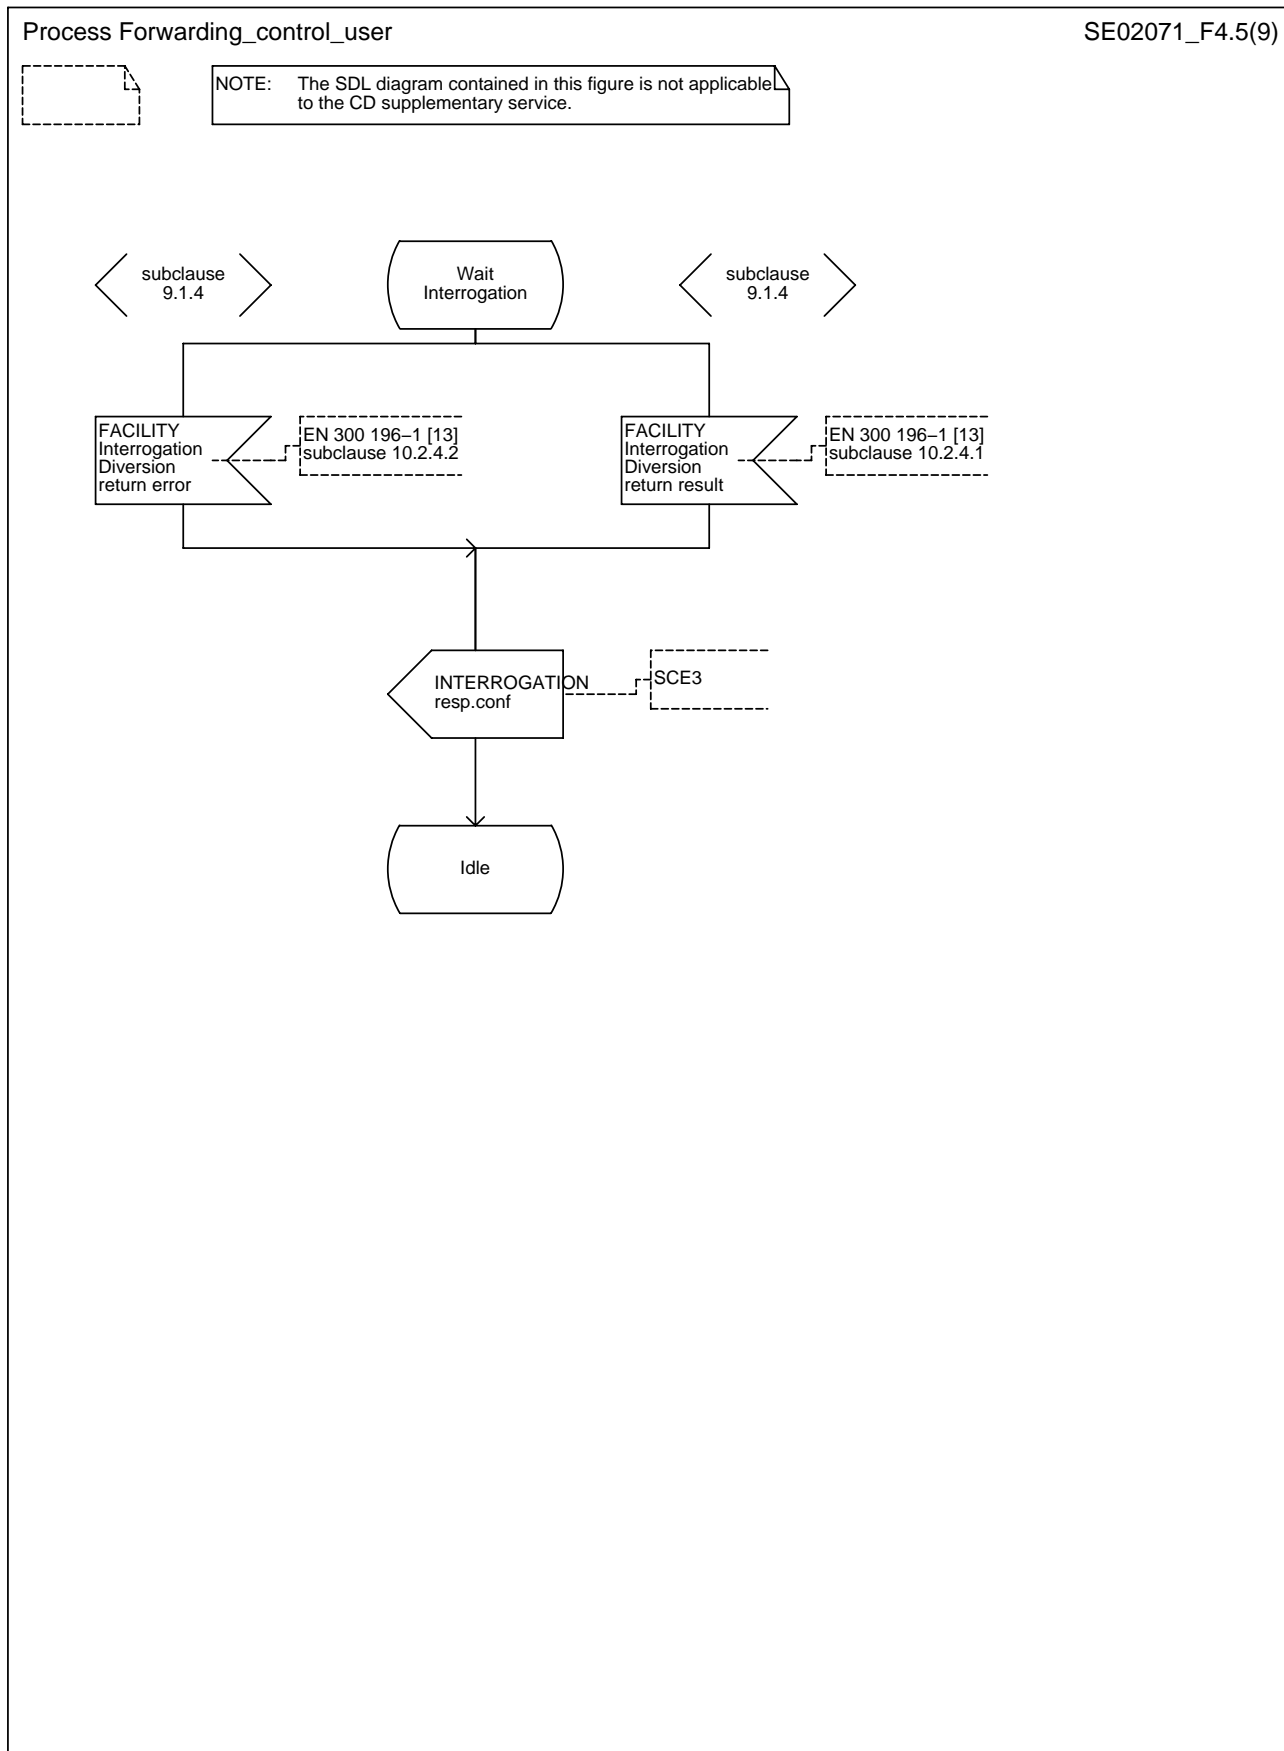 Process Forwarding_control_user
SE02071_F4.5(9)
NOTE: The SDL diagram contained in this figure is not applicable
to the CD supplementary service.
subclause
9.1.4
Wait
Interrogation
subclause
9.1.4
FACILITY
Interrogation
Diversion
return error
EN 300 196–1 [13]
subclause 10.2.4.2
FACILITY
Interrogation
Diversion
return result
EN 300 196–1 [13]
subclause 10.2.4.1
INTERROGATION
resp.conf
SCE3
Idle